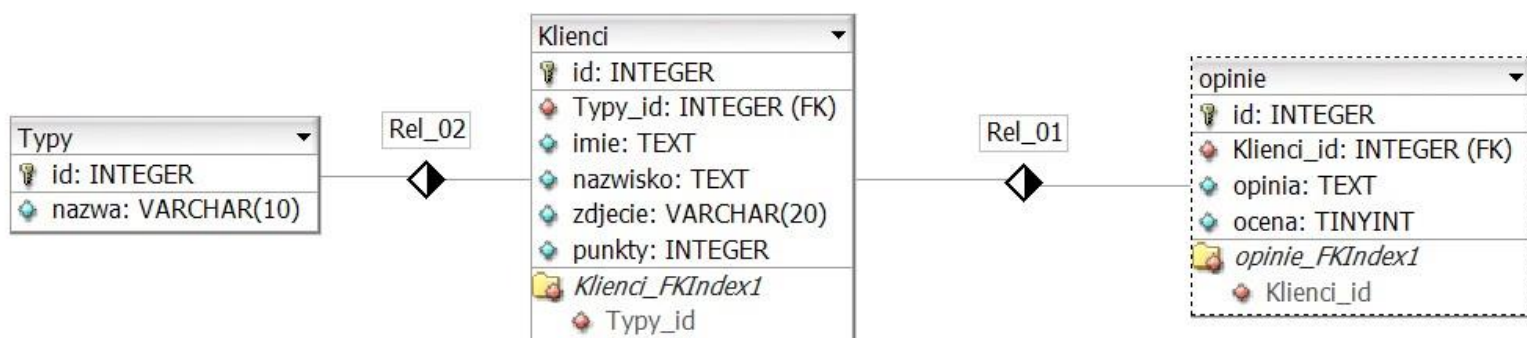 Typy
id: INTEGER
nazwa: VARCHAR(10)
Rel_02
Klienci
id: INTEGER
Typy_id: INTEGER (FK)
imie: TEXT
nazwisko: TEXT
zdjecie: VARCHAR(20)
punkty: INTEGER
Klienci_FKIndex1
Typy_id
Rel_01
opinie
id: INTEGER
Klienci_id: INTEGER (FK)
opinia: TEXT
ocena: TINYINT
opinie_FKIndex1
Klienci_id